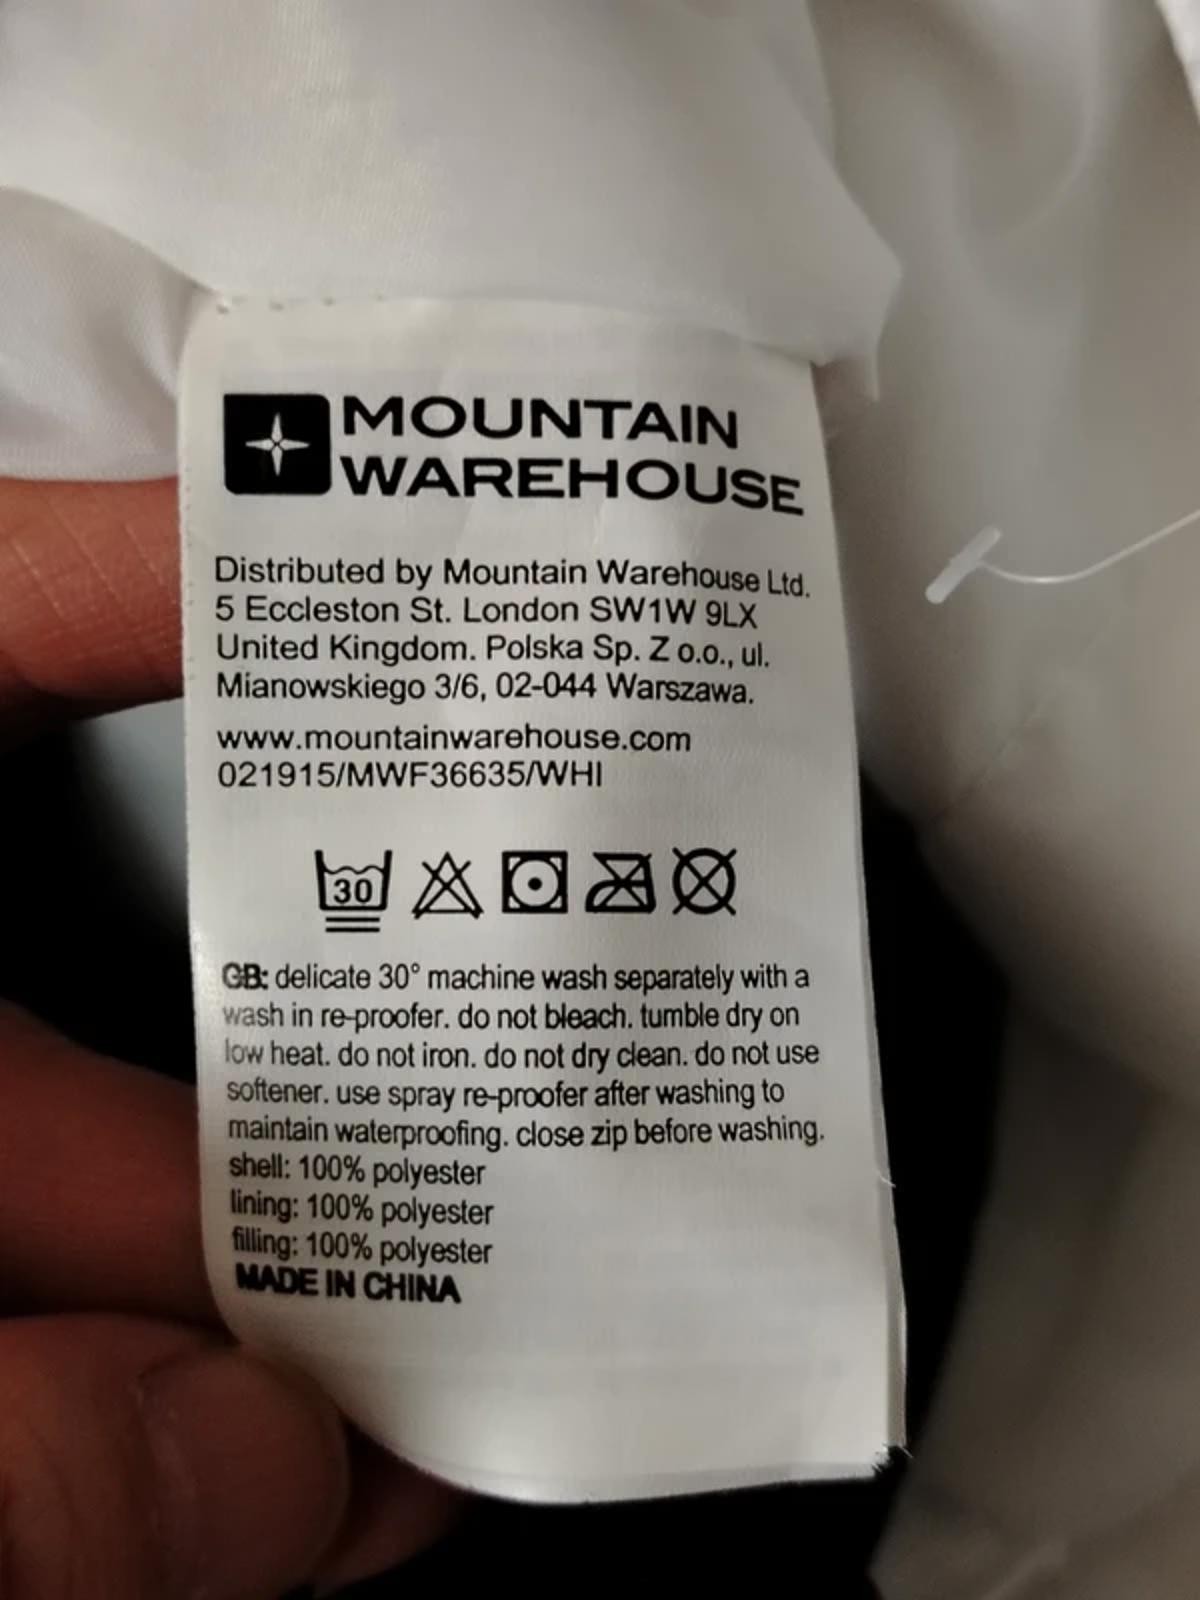 MOUNTAIN
WAREHOUSE
Distributed by Mountain Warehouse Ltd.
5 Eccleston St. London SW1W 9LX
United Kingdom. Polska Sp. Z o.o., ul.
Mianowskiego 3/6, 02-044 Warszawa.
www.mountainwarehouse.com
021915/MWF36635/WHI
30
GB: delicate 30° machine wash separately with a
wash in re-proofer. do not bleach. tumble dry on
low heat. do not iron. do not dry clean. do not use
softener. use spray re-proofer after washing to
maintain waterproofing. close zip before washing.
shell: 100% polyester
lining: 100% polyester
filling: 100% polyester
MADE IN CHINA